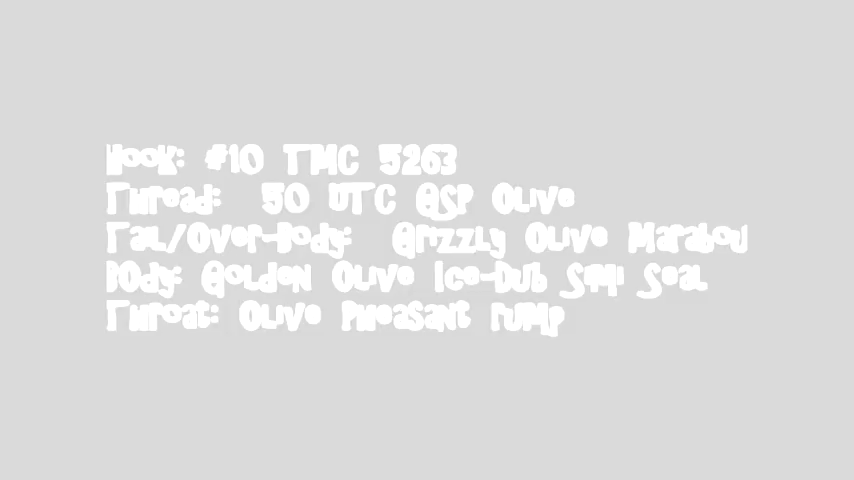 Hook: #10 TMC 5263
Thread: 50 UTC GSP Olive
Tail/Over-Body: Grizzly Olive Marabou
Body: Golden Olive Ice-Dub Simi Seal
Throat: Olive Pheasant Rump